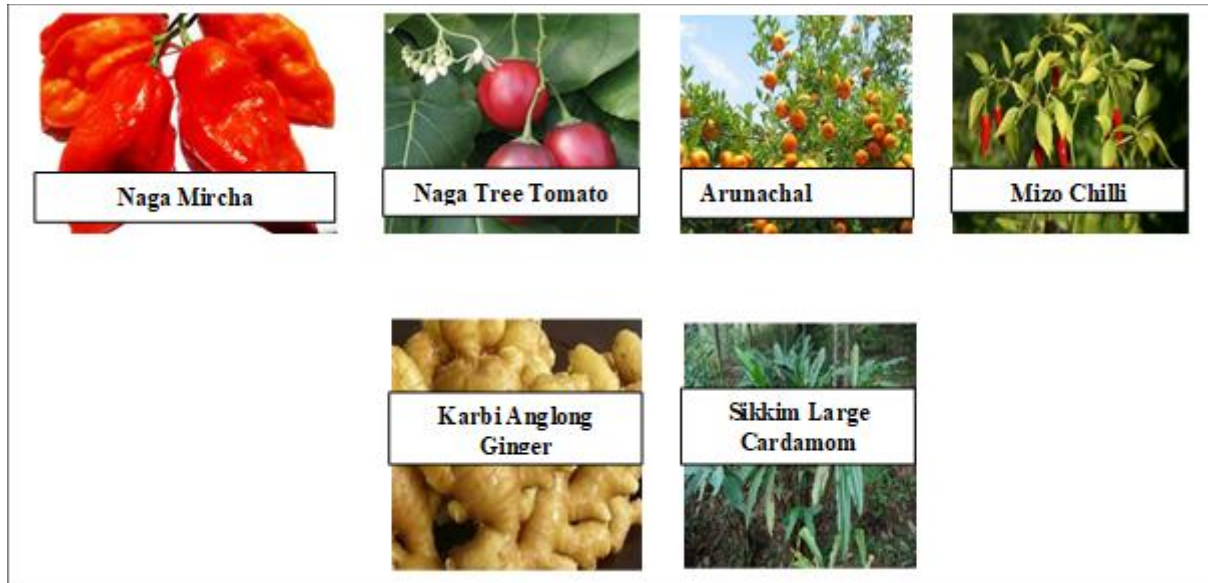 Naga Mircha
Naga Tree Tomato
Arunachal
Mizo Chilli
Karbi Anglong
Ginger
Sikkim Large
Cardamom